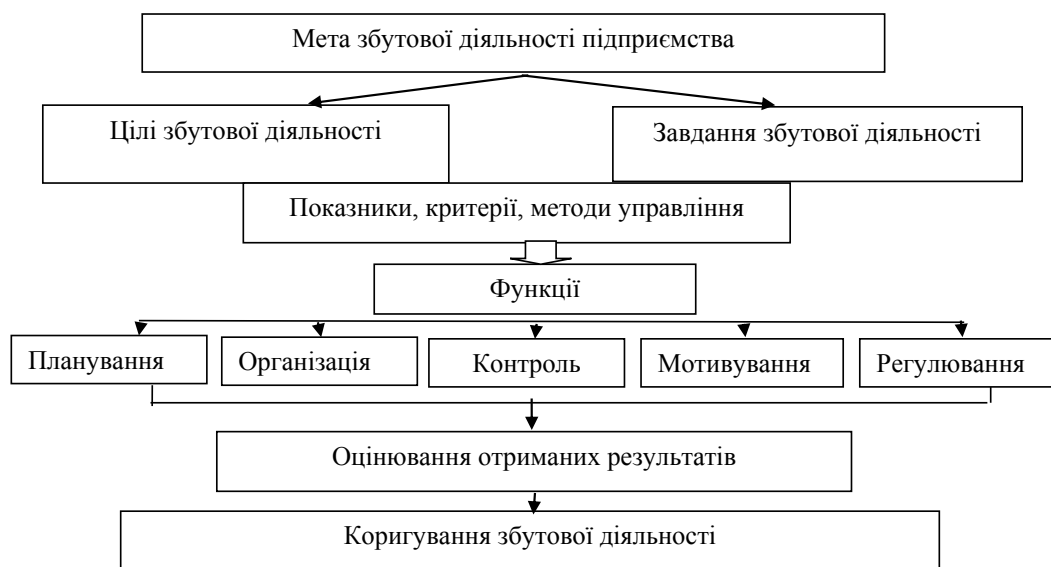 Мета збутової діяльності підприємства
Цілі збутової діяльності
Завдання збутової діяльності
Показники, критерії, методи управління
Функції
Планування
Організація
Контроль
Мотивування
Регулювання
Оцінювання отриманих результатів
Коригування збутової діяльності